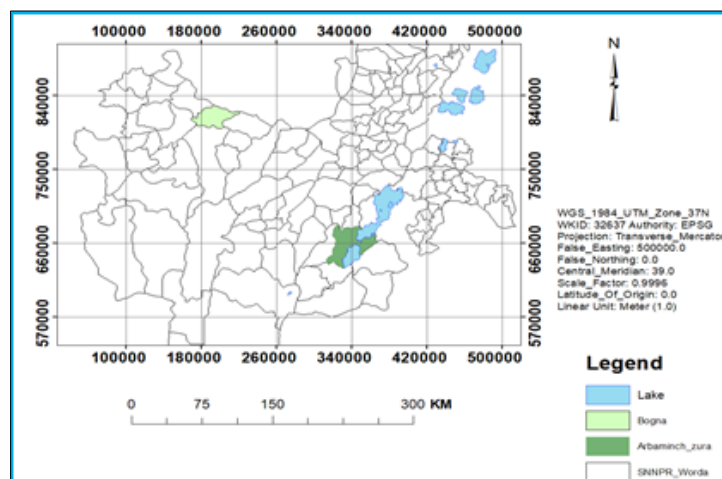 100000 180000 260000 340000 420000 500000
N
840000 840000
750000 750000
660000 660000
570000 570000
100000 180000 260000 340000 420000 500000
WGS_1984_UTM_Zone_37N
WKID: 32637 Authority: EPSG
Projection: Transverse_Mercator
False_Easting: 500000.0
False_Northing: 0.0
Central_Meridian: 39.0
Scale_Factor: 0.9996
Latitude_Of_Origin: 0.0
Linear Unit: Meter (1.0)
0 75 150 300 KM
Legend
Lake
Bogna
Arbaminch_zura
SNNPR_Worda